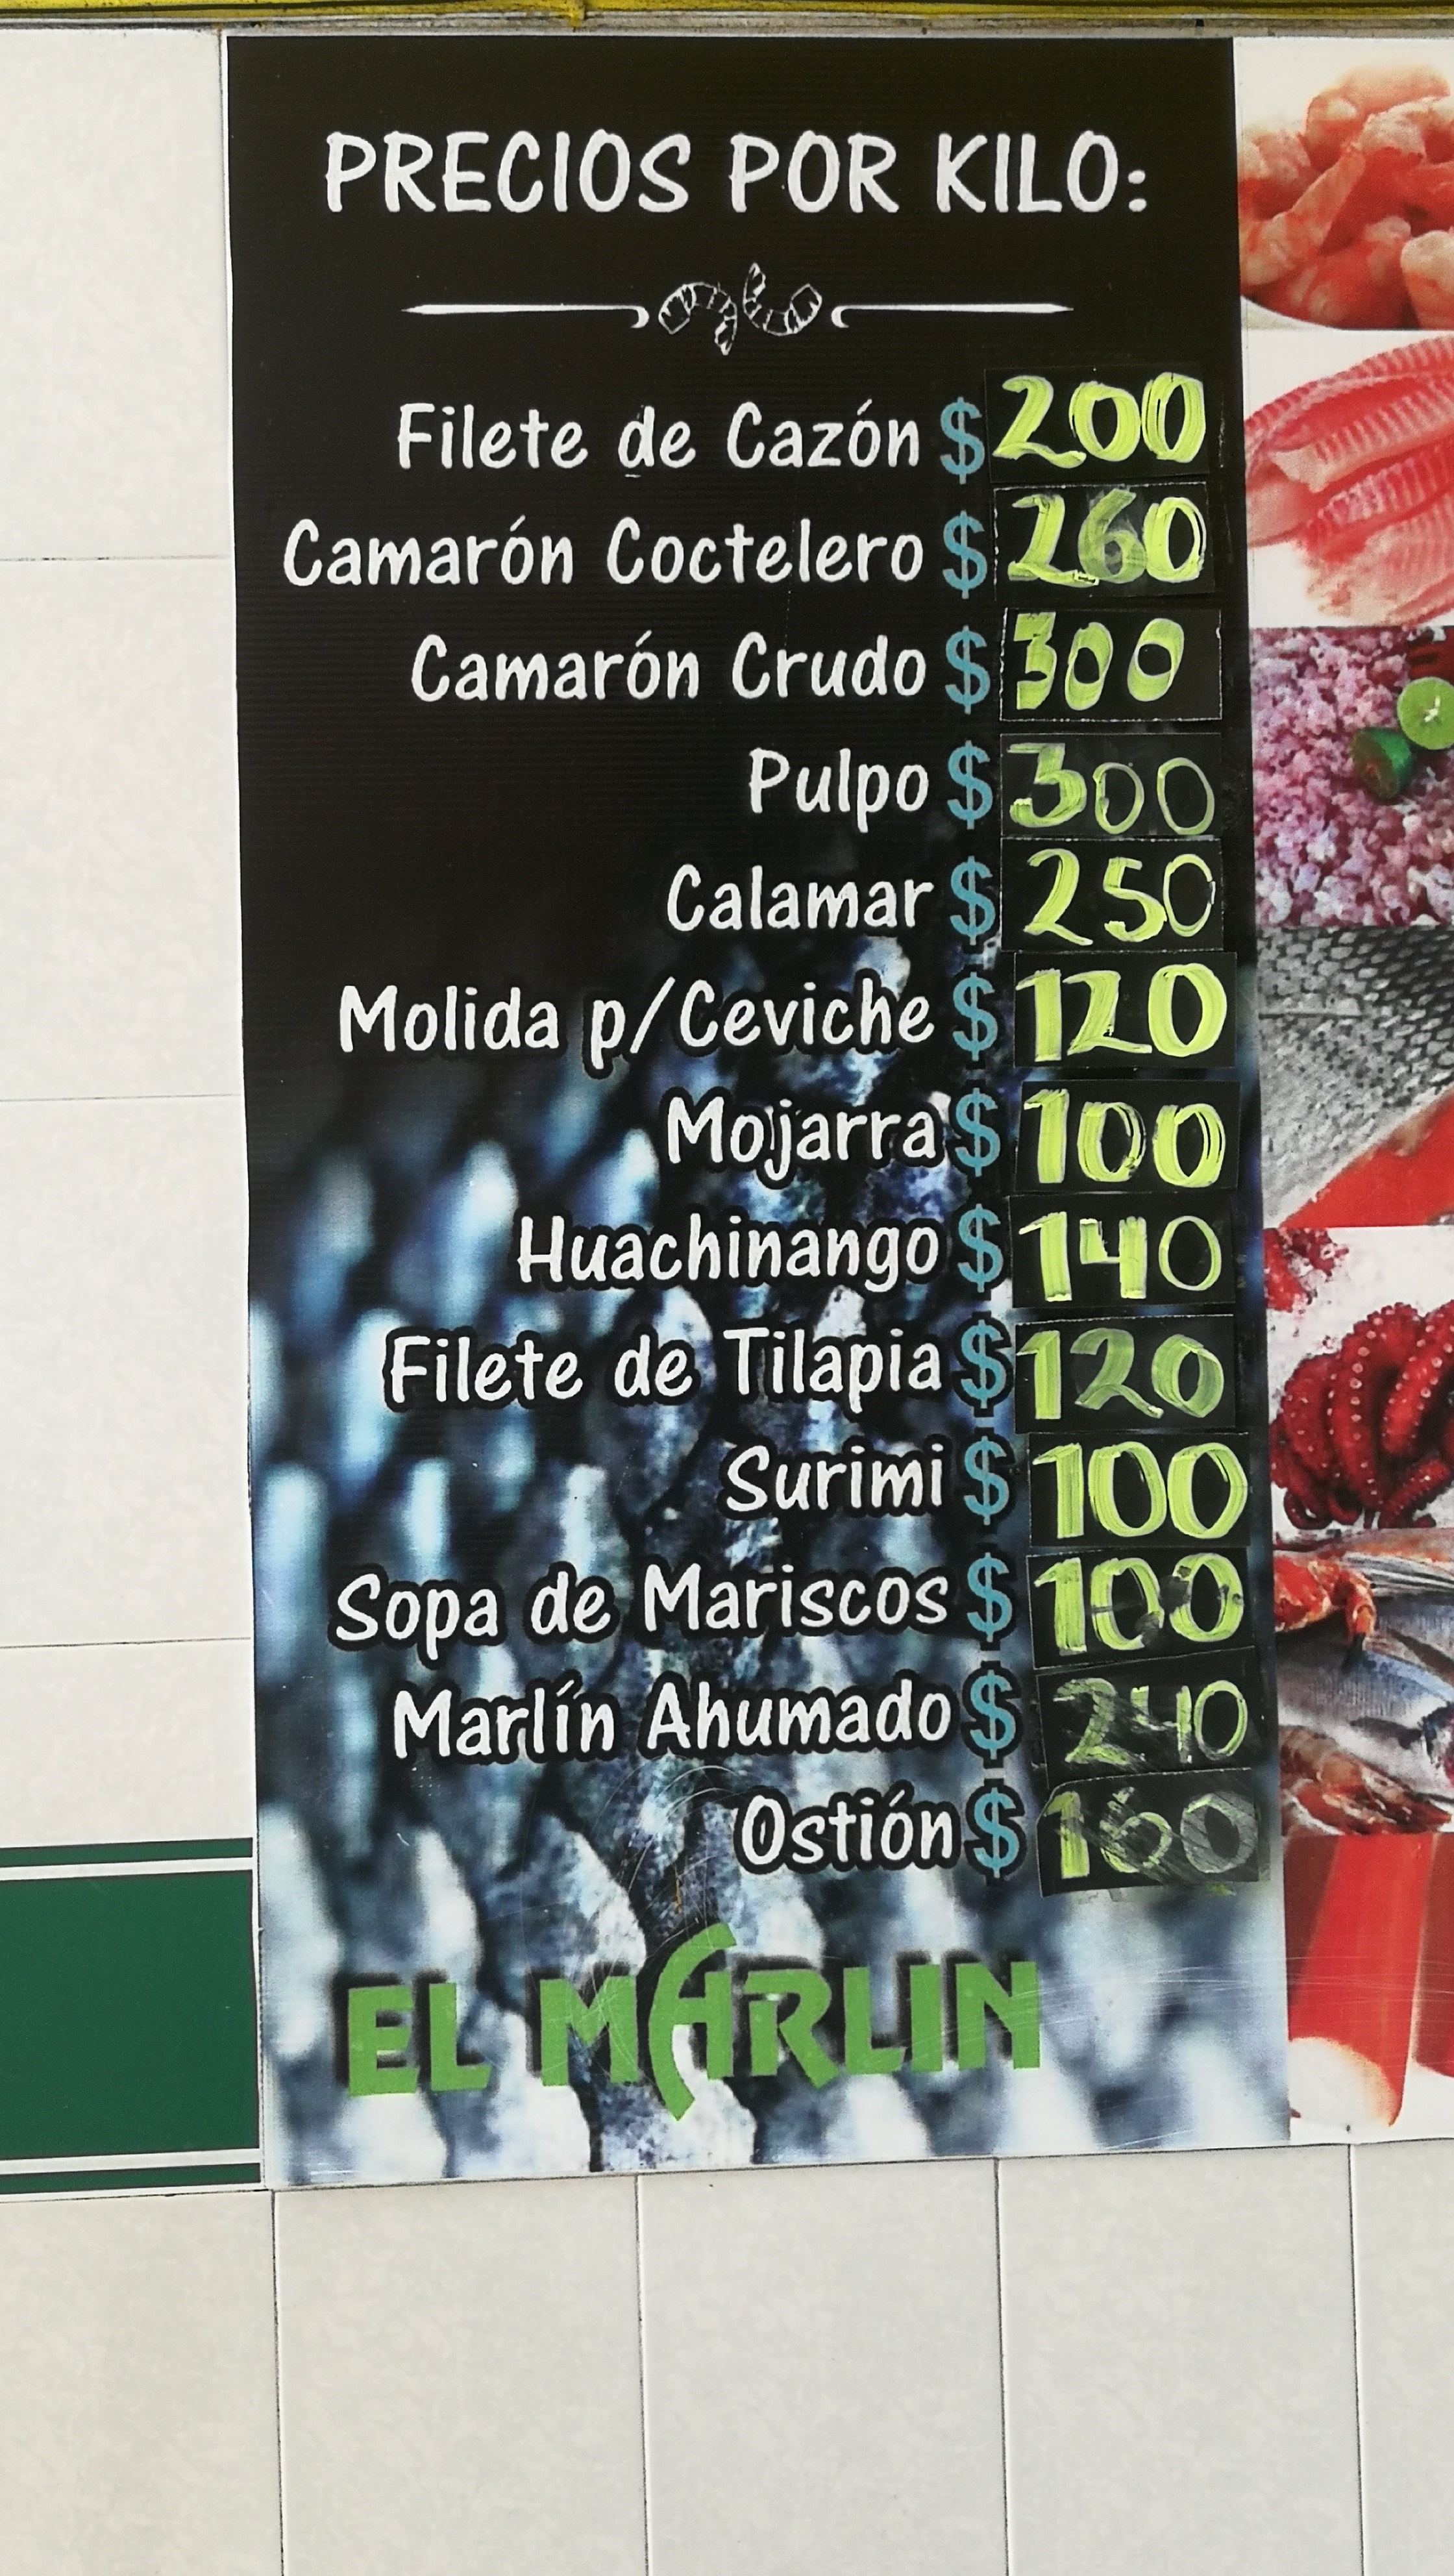 PRECIOS POR KILO:
Filete de Cazón $ 200
Camarón Coctelero $ 260
Camarón Crudo $ 300
Pulpo $ 300
Calamar $ 250
Molida p/Ceviche $ 120
Mojarra $ 100
Huachinango $ 140
Filete de Tilapia $ 120
Surimi $ 100
Sopa de Mariscos $ 100
Marlín Ahumado $ 240
Ostión $ 160
EL MARLIN